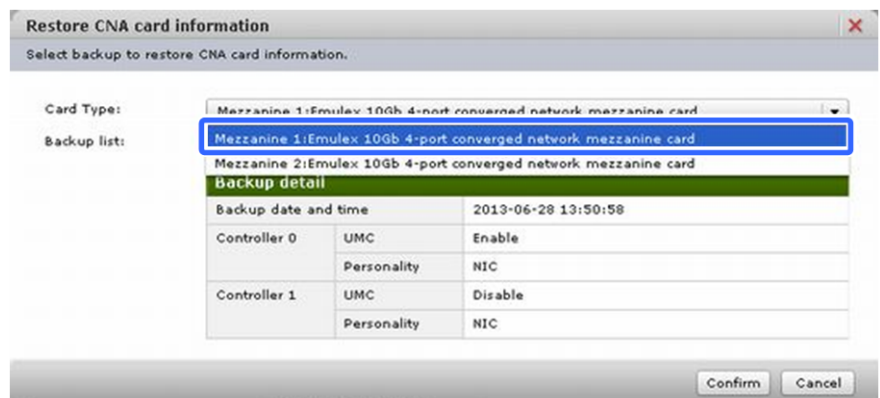 Restore CNA card information
Select backup to restore CNA card information.
Card Type:
Mezzanine 1:Emulex 10Gb 4-port converged network mezzanine card
Backup list:
Mezzanine 1:Emulex 10Gb 4-port converged network mezzanine card
Mezzanine 2:Emulex 10Gb 4-port converged network mezzanine card
Backup detail
Backup date and time 2013-06-28 13:50:58
Controller 0 UMC Enable
Personality NIC
Controller 1 UMC Disable
Personality NIC
Confirm Cancel